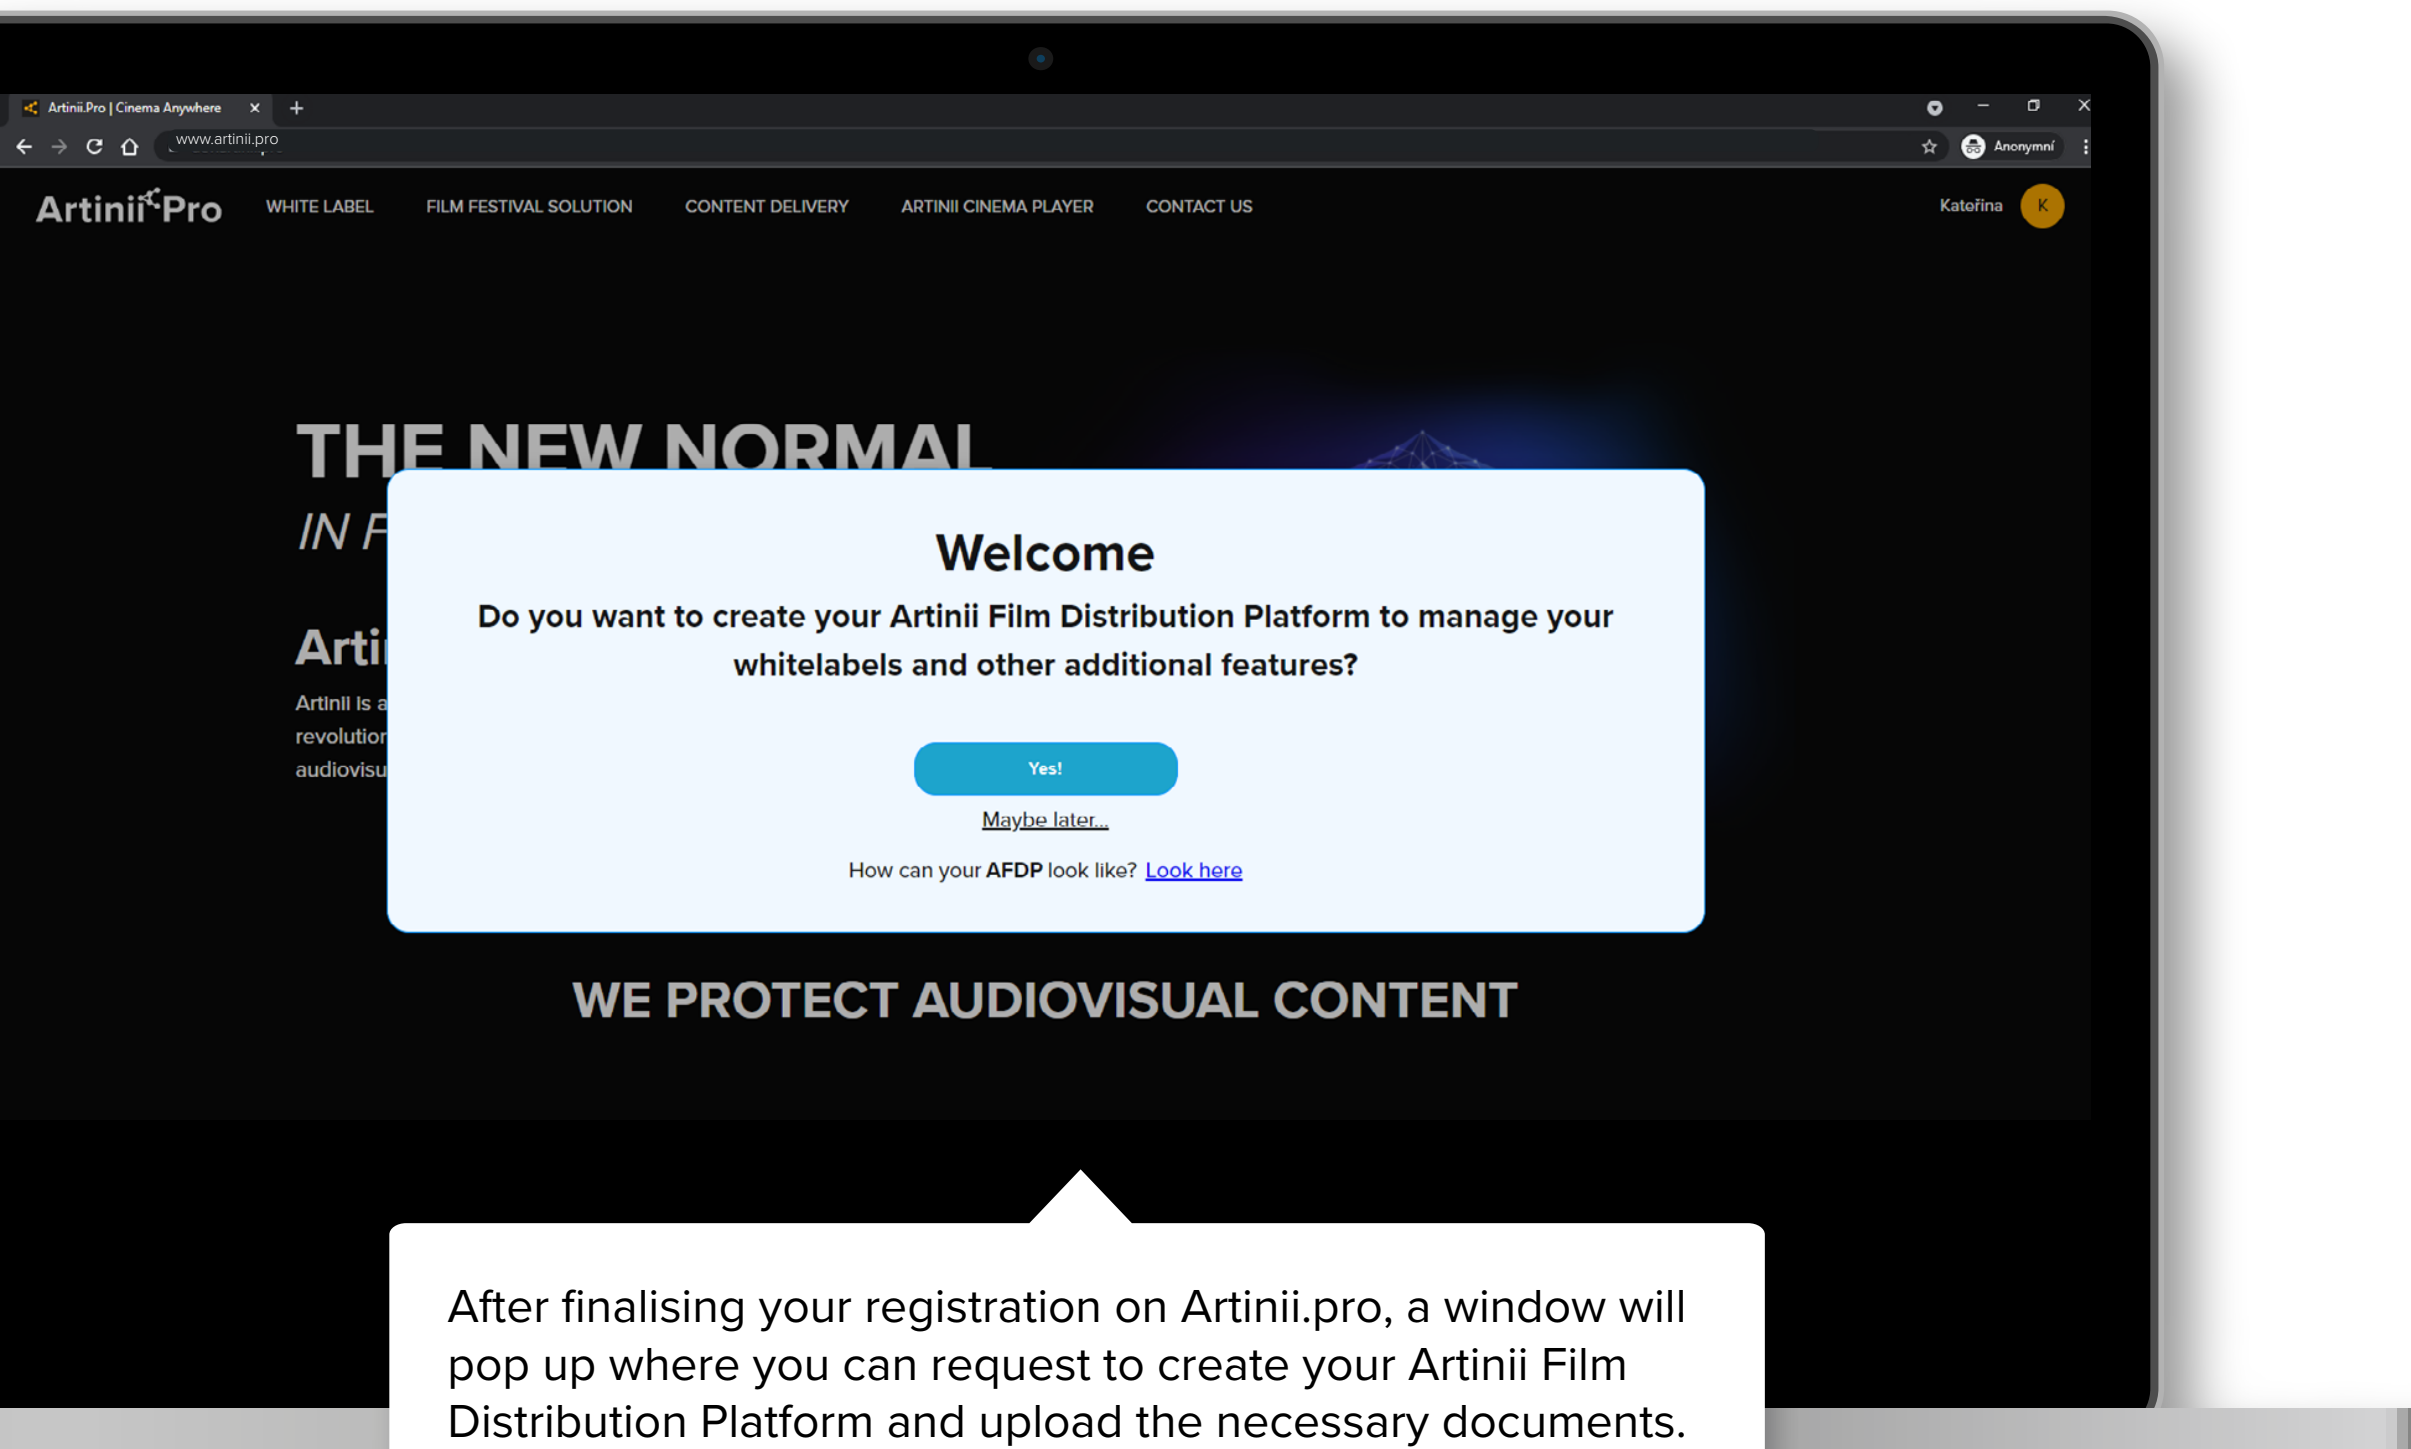 Artinii.Pro | Cinema Anywhere
www.artinii.pro
Anonymní
Artinii Pro
WHITE LABEL
FILM FESTIVAL SOLUTION
CONTENT DELIVERY
ARTINII CINEMA PLAYER
CONTACT US
Kateřina
K
THE NEW NORMAL
IN F
Welcome
Do you want to create your Artinii Film Distribution Platform to manage your
whitelabels and other additional features?
Arti
Artinii is a
revolution
audiovisu
Yes!
Maybe later...
How can your AFDP look like? Look here
WE PROTECT AUDIOVISUAL CONTENT
After finalising your registration on Artinii.pro, a window will
pop up where you can request to create your Artinii Film
Distribution Platform and upload the necessary documents.